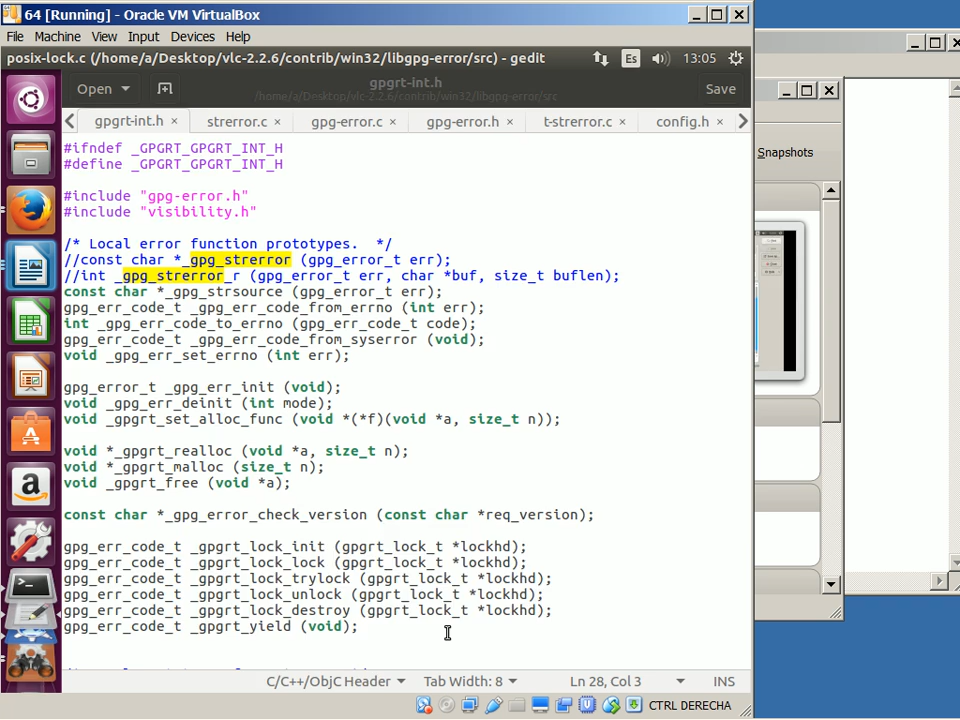 64 [Running] - Oracle VM VirtualBox
File Machine View Input Devices Help
posix-lock.c (/home/a/Desktop/vlc-2.2.6/contrib/win32/libgpg-error/src) - gedit
Es
13:05
Open
gpgrt-int.h
/home/a/Desktop/vlc-2.2.6/contrib/win32/libgpg-error/src
Save
gpgrt-int.h ×
strerror.c ×
gpg-error.c ×
gpg-error.h ×
t-strerror.c ×
config.h ×
#ifndef _GPGRT_GPGRT_INT_H
#define _GPGRT_GPGRT_INT_H
#include "gpg-error.h"
#include "visibility.h"
/* Local error function prototypes.  */
//const char *_gpg_strerror (gpg_error_t err);
//int _gpg_strerror_r (gpg_error_t err, char *buf, size_t buflen);
const char *_gpg_strsource (gpg_error_t err);
gpg_err_code_t _gpg_err_code_from_errno (int err);
int _gpg_err_code_to_errno (gpg_err_code_t code);
gpg_err_code_t _gpg_err_code_from_syserror (void);
void _gpg_err_set_errno (int err);
gpg_error_t _gpg_err_init (void);
void _gpg_err_deinit (int mode);
void _gpgrt_set_alloc_func (void *(*f)(void *a, size_t n));
void *_gpgrt_realloc (void *a, size_t n);
void *_gpgrt_malloc (size_t n);
void _gpgrt_free (void *a);
const char *_gpg_error_check_version (const char *req_version);
gpg_err_code_t _gpgrt_lock_init (gpgrt_lock_t *lockhd);
gpg_err_code_t _gpgrt_lock_lock (gpgrt_lock_t *lockhd);
gpg_err_code_t _gpgrt_lock_trylock (gpgrt_lock_t *lockhd);
gpg_err_code_t _gpgrt_lock_unlock (gpgrt_lock_t *lockhd);
gpg_err_code_t _gpgrt_lock_destroy (gpgrt_lock_t *lockhd);
gpg_err_code_t _gpgrt_yield (void);
C/C++/ObjC Header
Tab Width: 8
Ln 28, Col 3
INS
CTRL DERECHA
Snapshots